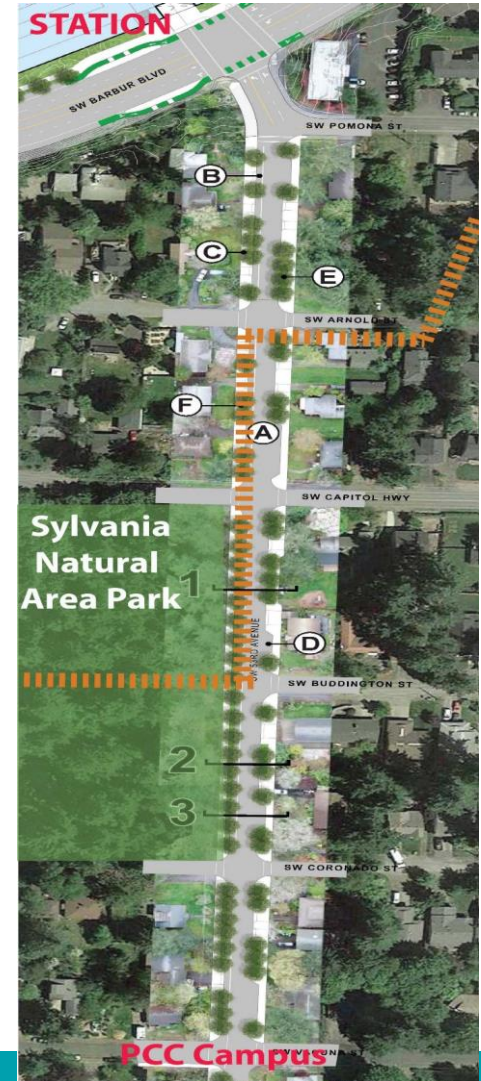 STATION
SW BARBUR BLVD
SW POMONA ST
B
C
E
SW ARNOLD ST
F
A
SW CAPITOL HWY
Sylvania
Natural
Area Park
1
SW 53RD AVENUE
D
SW BUDDINGTON ST
2
3
SW CORONADO ST
PCC Campus